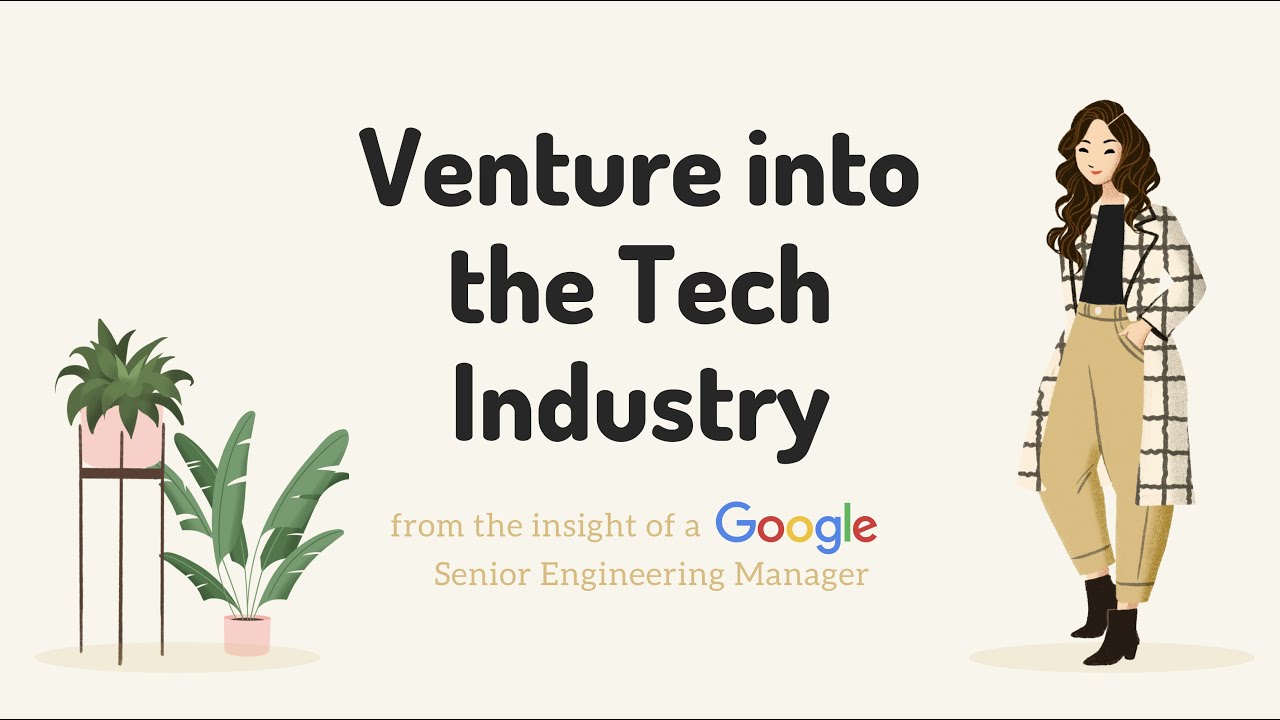 Venture into
the Tech
Industry
from the insight of a Google
Senior Engineering Manager